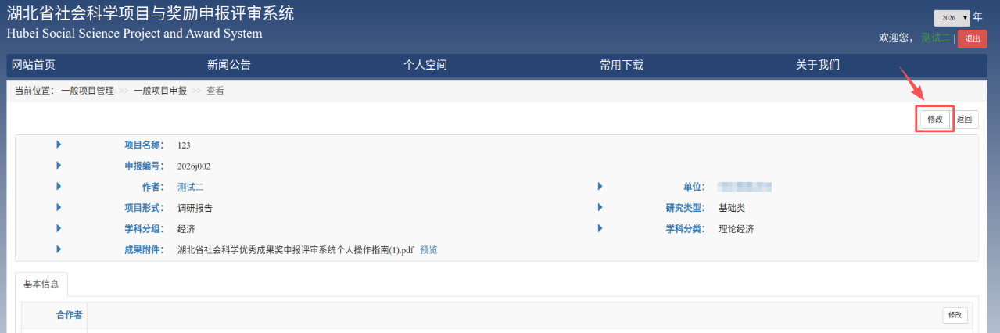 湖北省社会科学项目与奖励申报评审系统
Hubei Social Science Project and Award System
2026 年
欢迎您， 测试二 | 退出
网站首页 新闻公告 个人空间 常用下载 关于我们
当前位置： 一般项目管理 >> 一般项目申报 >> 查看
修改 返回
项目名称： 123
申报编号： 2026j002
作者： 测试二 单位：
项目形式： 调研报告 研究类型： 基础类
学科分组： 经济 学科分类： 理论经济
成果附件： 湖北省社会科学优秀成果奖申报评审系统个人操作指南(1).pdf 预览
基本信息
合作者 修改